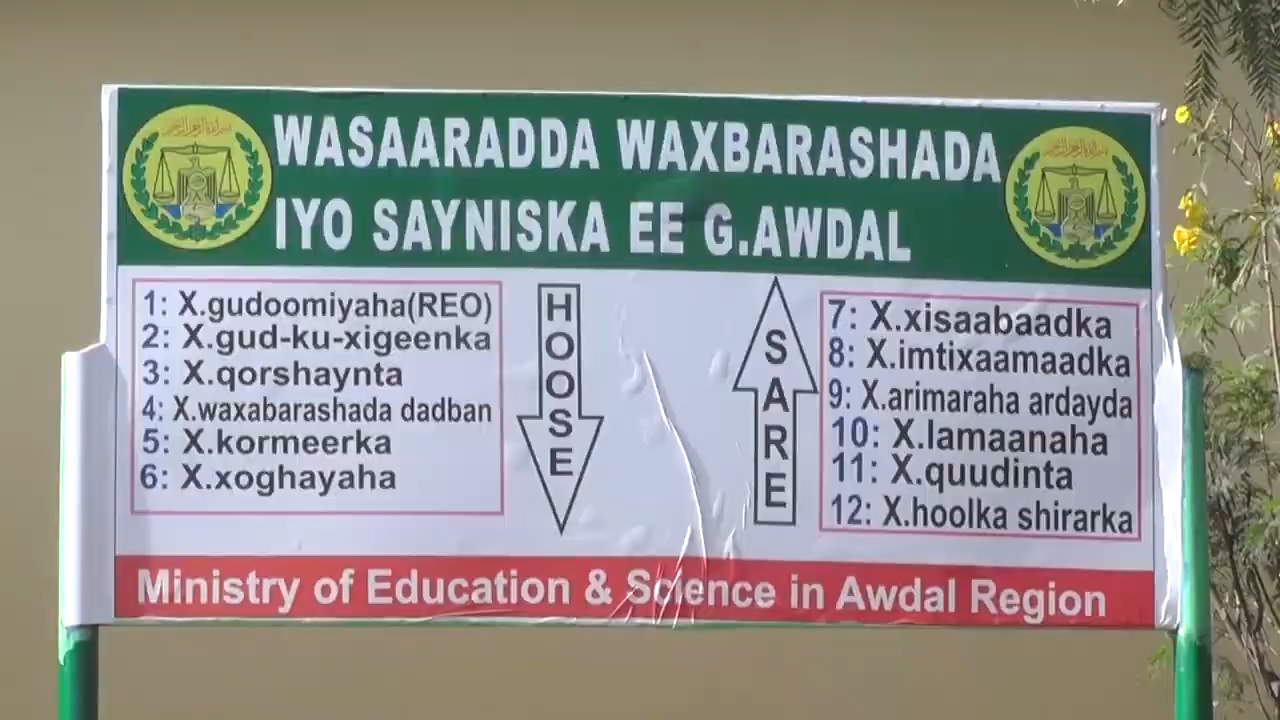 WASAARADDA WAXBARASHADA
IYO SAYNISKA EE G.AWDAL
1: X.gudoomiyaha(REO)
2: X.gud-ku-xigeenka
3: X.qorshaynta
4: X.waxabarashada dadban
5: X.kormeerka
6: X.xoghayaha
HOOSE
SARE
7: X.xisaabaadka
8: X.imtixaamaadka
9: X.arimaraha ardayda
10: X.lamaanaha
11: X.quudinta
12: X.hoolka shirarka
Ministry of Education & Science in Awdal Region